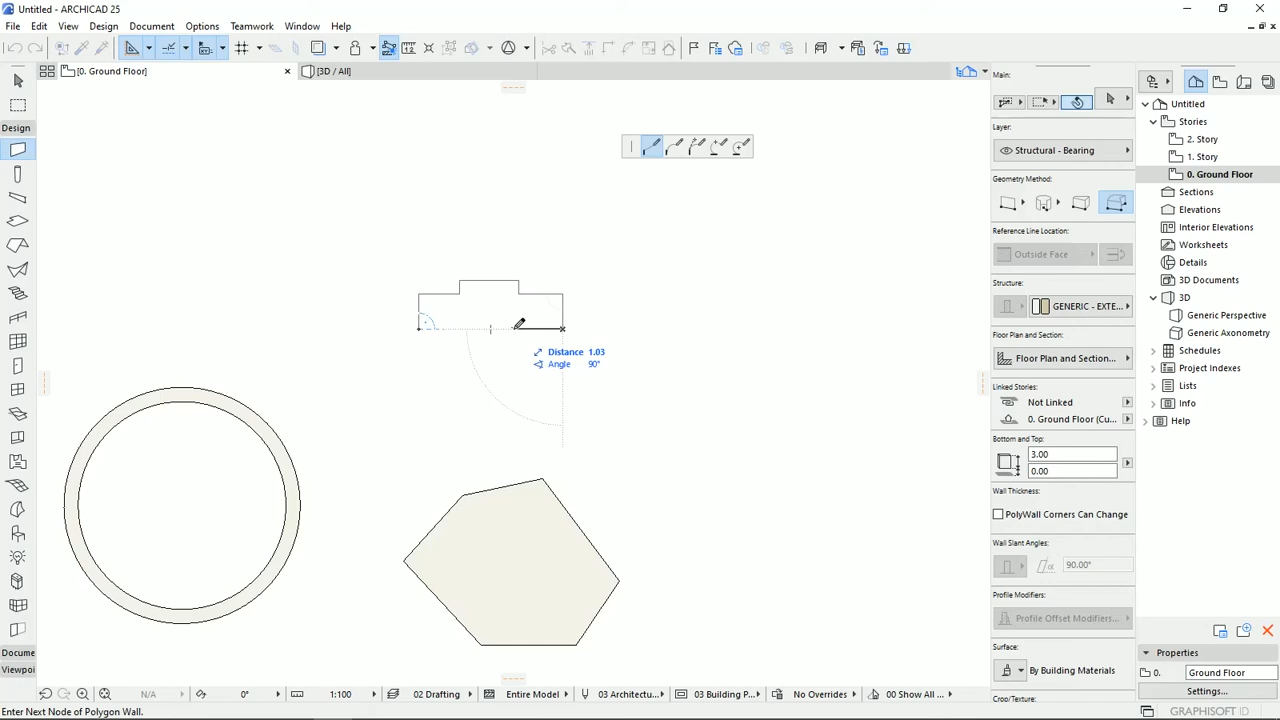 Untitled - ARCHICAD 25
File Edit View Design Document Options Teamwork Window Help
[0. Ground Floor]
[3D / All]
Design
Docume
Viewpoi
Distance 1.03
Angle 90°
Main:
Layer:
Structural - Bearing
Geometry Method:
Reference Line Location:
Outside Face
Structure:
GENERIC - EXTE...
Floor Plan and Section:
Floor Plan and Section...
Linked Stories:
Not Linked
0. Ground Floor (Cu...
Bottom and Top:
3.00
0.00
Wall Thickness:
PolyWall Corners Can Change
Wall Slant Angles:
90.00°
Profile Modifiers:
Profile Offset Modifiers...
Surface:
By Building Materials
Crop/Texture:
Untitled
Stories
2. Story
1. Story
0. Ground Floor
Sections
Elevations
Interior Elevations
Worksheets
Details
3D Documents
3D
Generic Perspective
Generic Axonometry
Schedules
Project Indexes
Lists
Info
Help
Properties
0. Ground Floor
Settings...
N/A 0° 1:100 02 Drafting Entire Model 03 Architectu... 03 Building P... No Overrides 00 Show All ...
Enter Next Node of Polygon Wall.
GRAPHISOFT ID